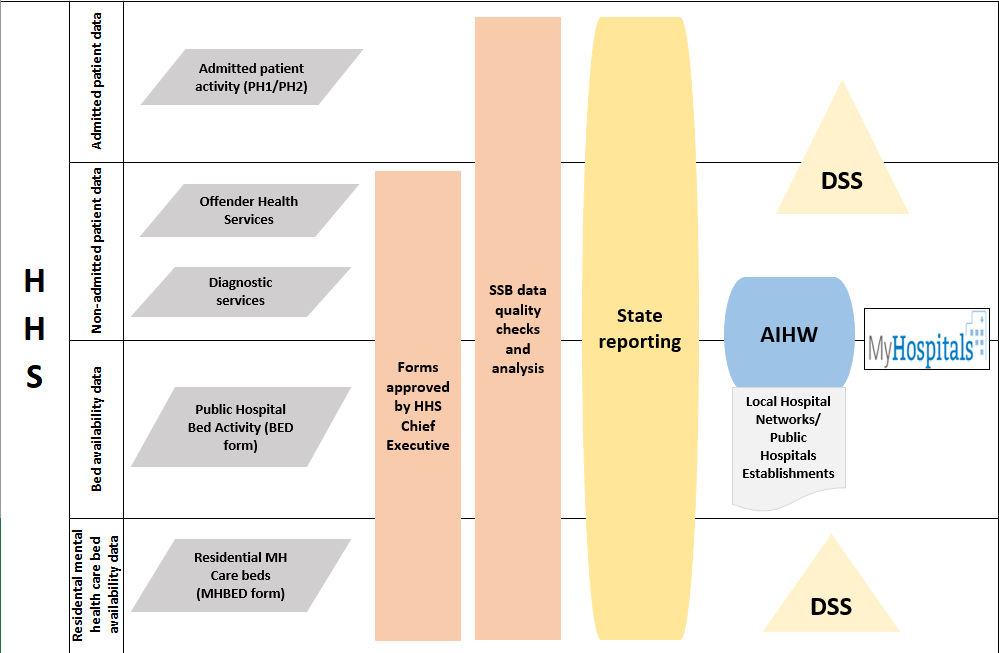 H
H
S
Admitted patient data
Admitted patient
activity (PH1/PH2)
Non-admitted patient data
Offender Health
Services
Diagnostic
services
Bed availability data
Public Hospital
Bed Activity (BED
form)
Residental mental
health care bed
availability data
Residential MH
Care beds
(MHBED form)
Forms
approved
by HHS
Chief
Executive
SSB data
quality
checks
and
analysis
State
reporting
DSS
AIHW
MyHospitals
Local Hospital
Networks/
Public
Hospitals
Establishments
DSS